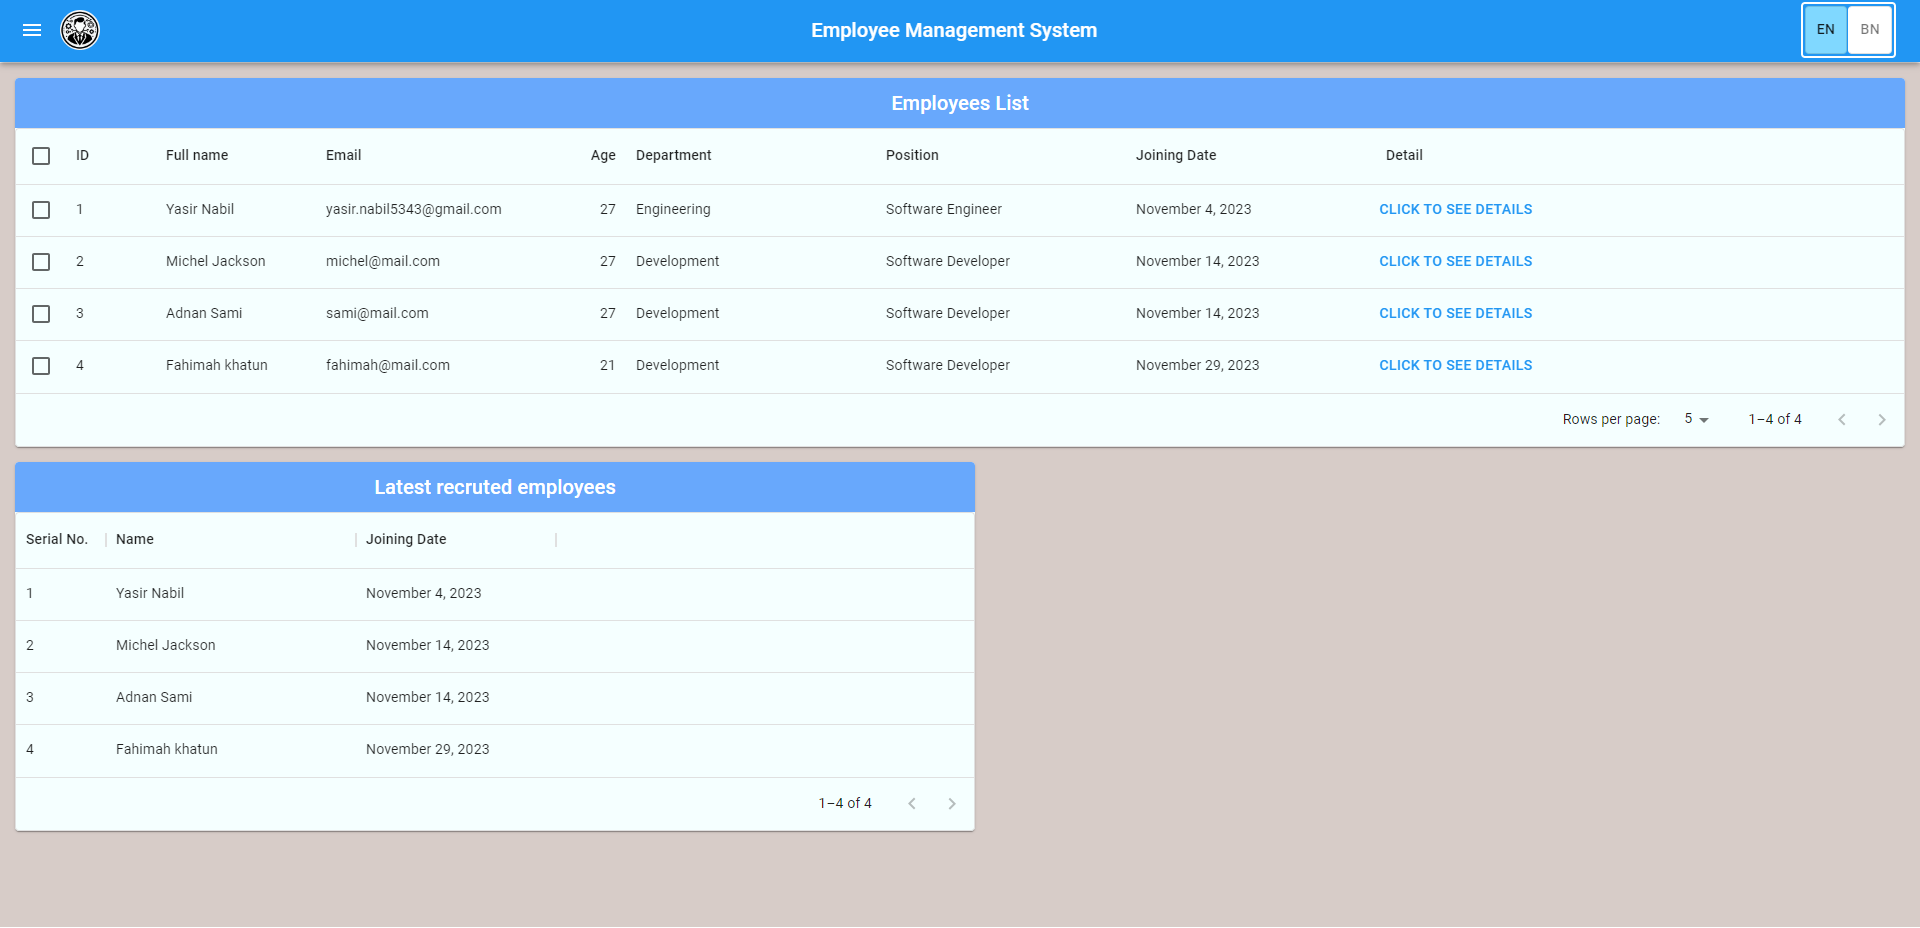 Employee Management System
EN BN
Employees List
ID Full name Email Age Department Position Joining Date Detail
1 Yasir Nabil yasir.nabil5343@gmail.com 27 Engineering Software Engineer November 4, 2023 CLICK TO SEE DETAILS
2 Michel Jackson michel@mail.com 27 Development Software Developer November 14, 2023 CLICK TO SEE DETAILS
3 Adnan Sami sami@mail.com 27 Development Software Developer November 14, 2023 CLICK TO SEE DETAILS
4 Fahimah khatun fahimah@mail.com 21 Development Software Developer November 29, 2023 CLICK TO SEE DETAILS
Rows per page: 5 1–4 of 4
Latest recruted employees
Serial No. Name Joining Date
1 Yasir Nabil November 4, 2023
2 Michel Jackson November 14, 2023
3 Adnan Sami November 14, 2023
4 Fahimah khatun November 29, 2023
1–4 of 4